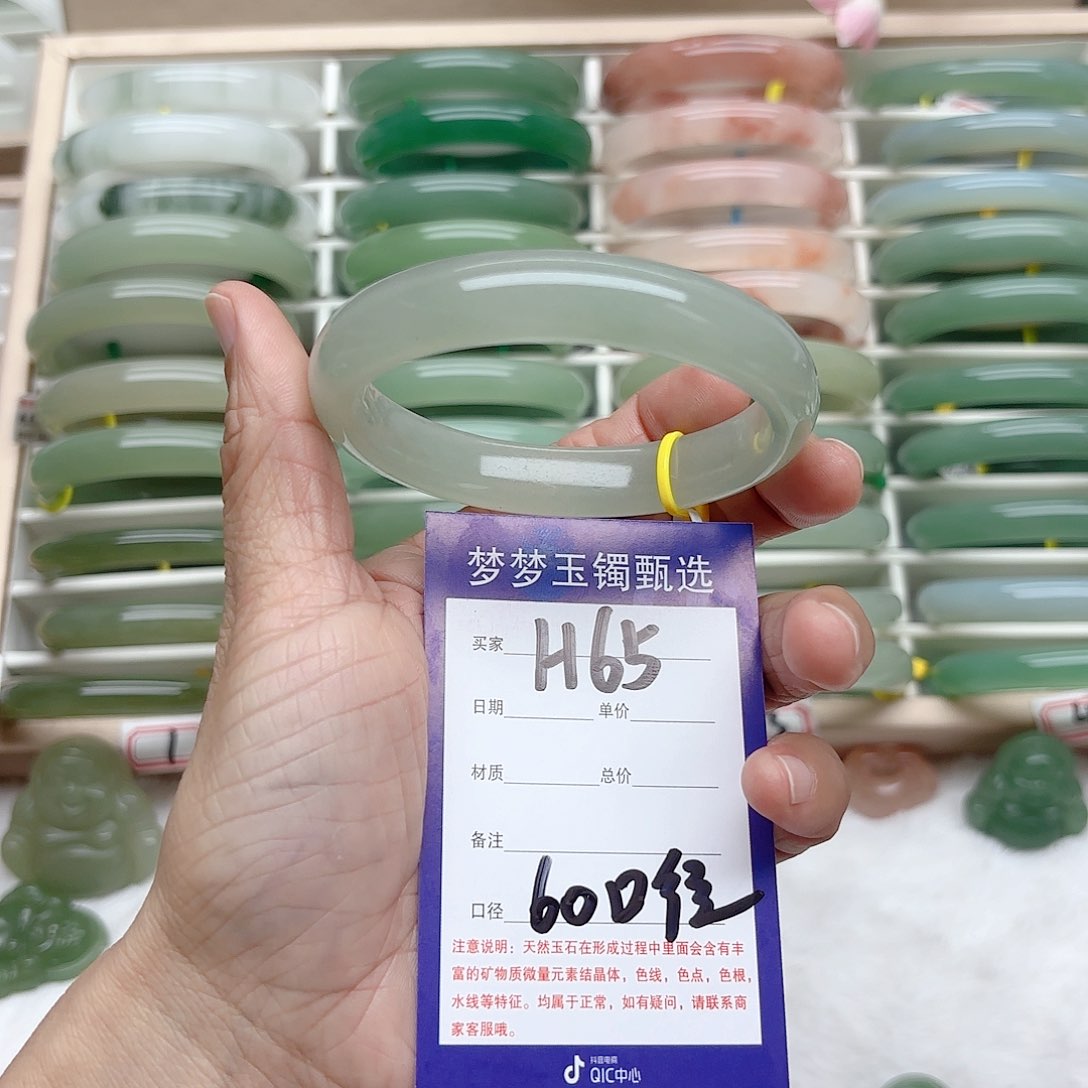 梦梦玉镯甄选
买家 H65
日期 单价
材质 总价
备注
口径 60口径
注意说明：天然玉石在形成过程中里面会含有丰
富的矿物质微量元素结晶体，色线，色点，色根，
水线等特征。均属于正常，如有疑问，请联系商
家客服哦。
抖音电商
QIC中心
1